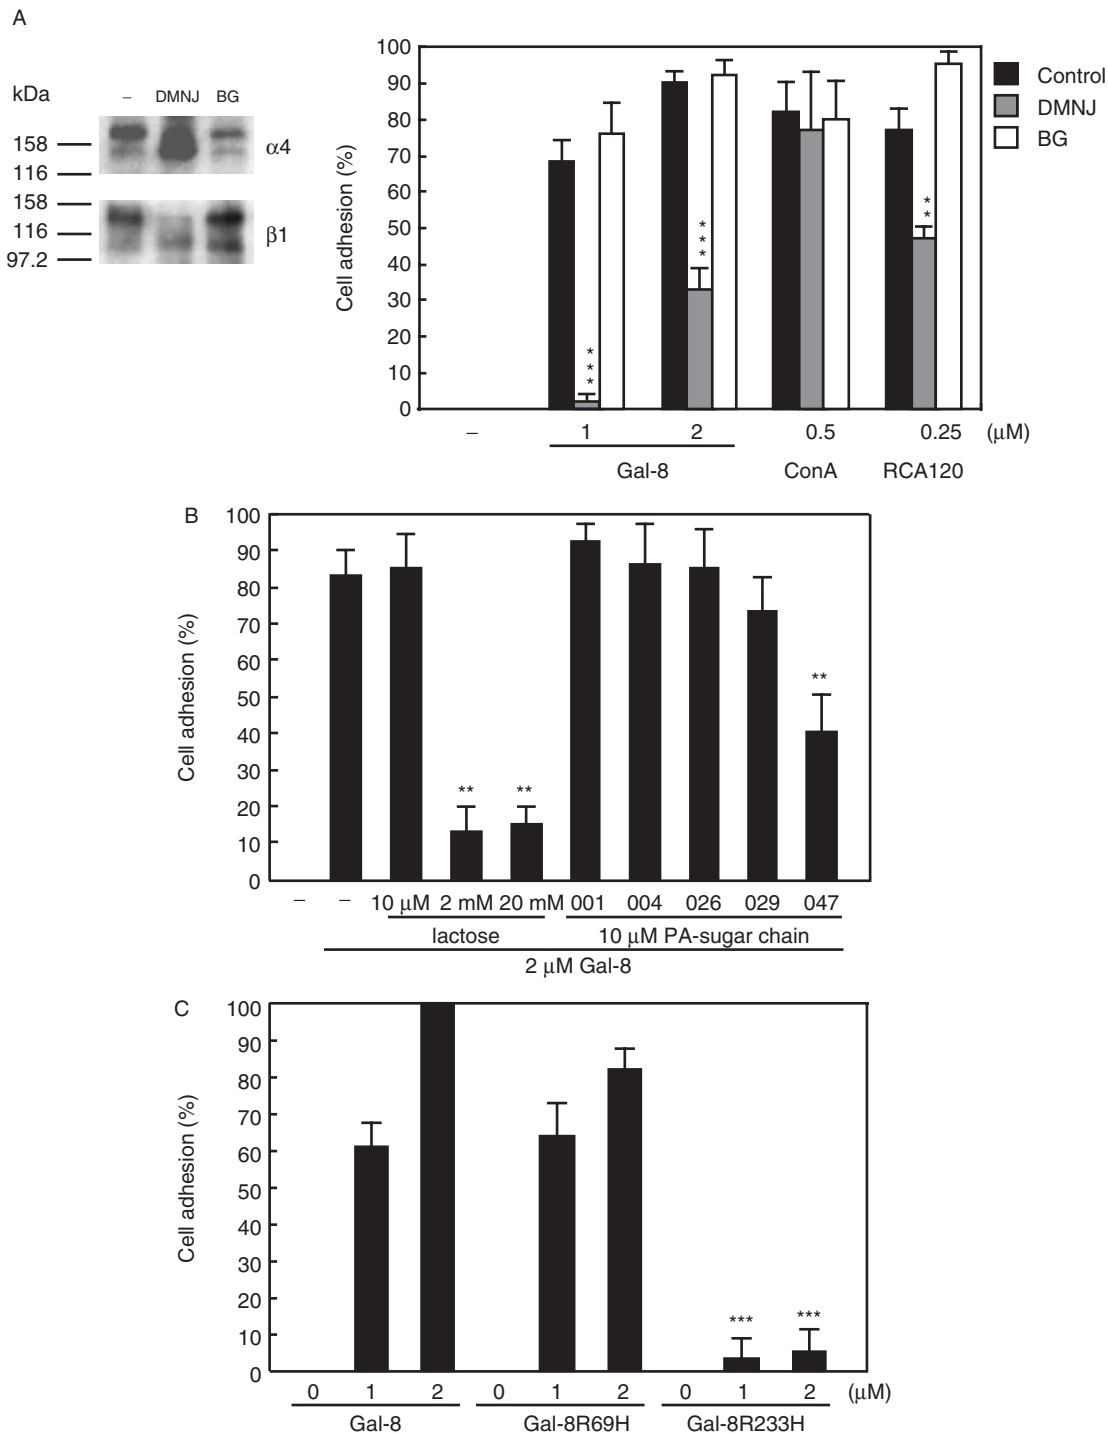 A
kDa
– DMNJ BG
158
116
α4
158
116
97.2
β1
Cell adhesion (%)
100
90
80
70
60
50
40
30
20
10
0
***
***
**
Control
DMNJ
BG
– 1 2 0.5 0.25 (μM)
Gal-8 ConA RCA120
B
Cell adhesion (%)
100
90
80
70
60
50
40
30
20
10
0
** ** **
– – 10 μM 2 mM 20 mM 001 004 026 029 047
lactose 10 μM PA-sugar chain
2 μM Gal-8
C
Cell adhesion (%)
100
90
80
70
60
50
40
30
20
10
0
*** ***
0 1 2 0 1 2 0 1 2 (μM)
Gal-8 Gal-8R69H Gal-8R233H